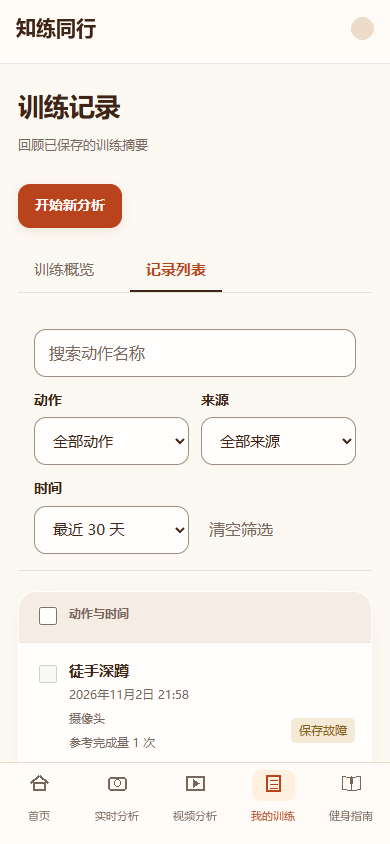 知练同行
训练记录
回顾已保存的训练摘要
开始新分析
训练概览 记录列表
搜索动作名称
动作 来源
全部动作 全部来源
时间
最近 30 天 清空筛选
动作与时间
徒手深蹲
2026年11月2日 21:58
摄像头
保存故障
参考完成量 1 次
首页 实时分析 视频分析 我的训练 健身指南